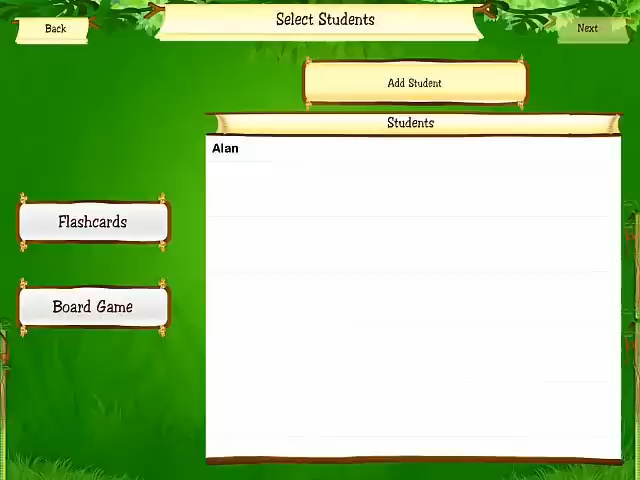 Back
Select Students
Next
Add Student
Students
Alan
Flashcards
Board Game